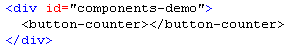 <div id="components-demo">
  <button-counter></button-counter>
</div>